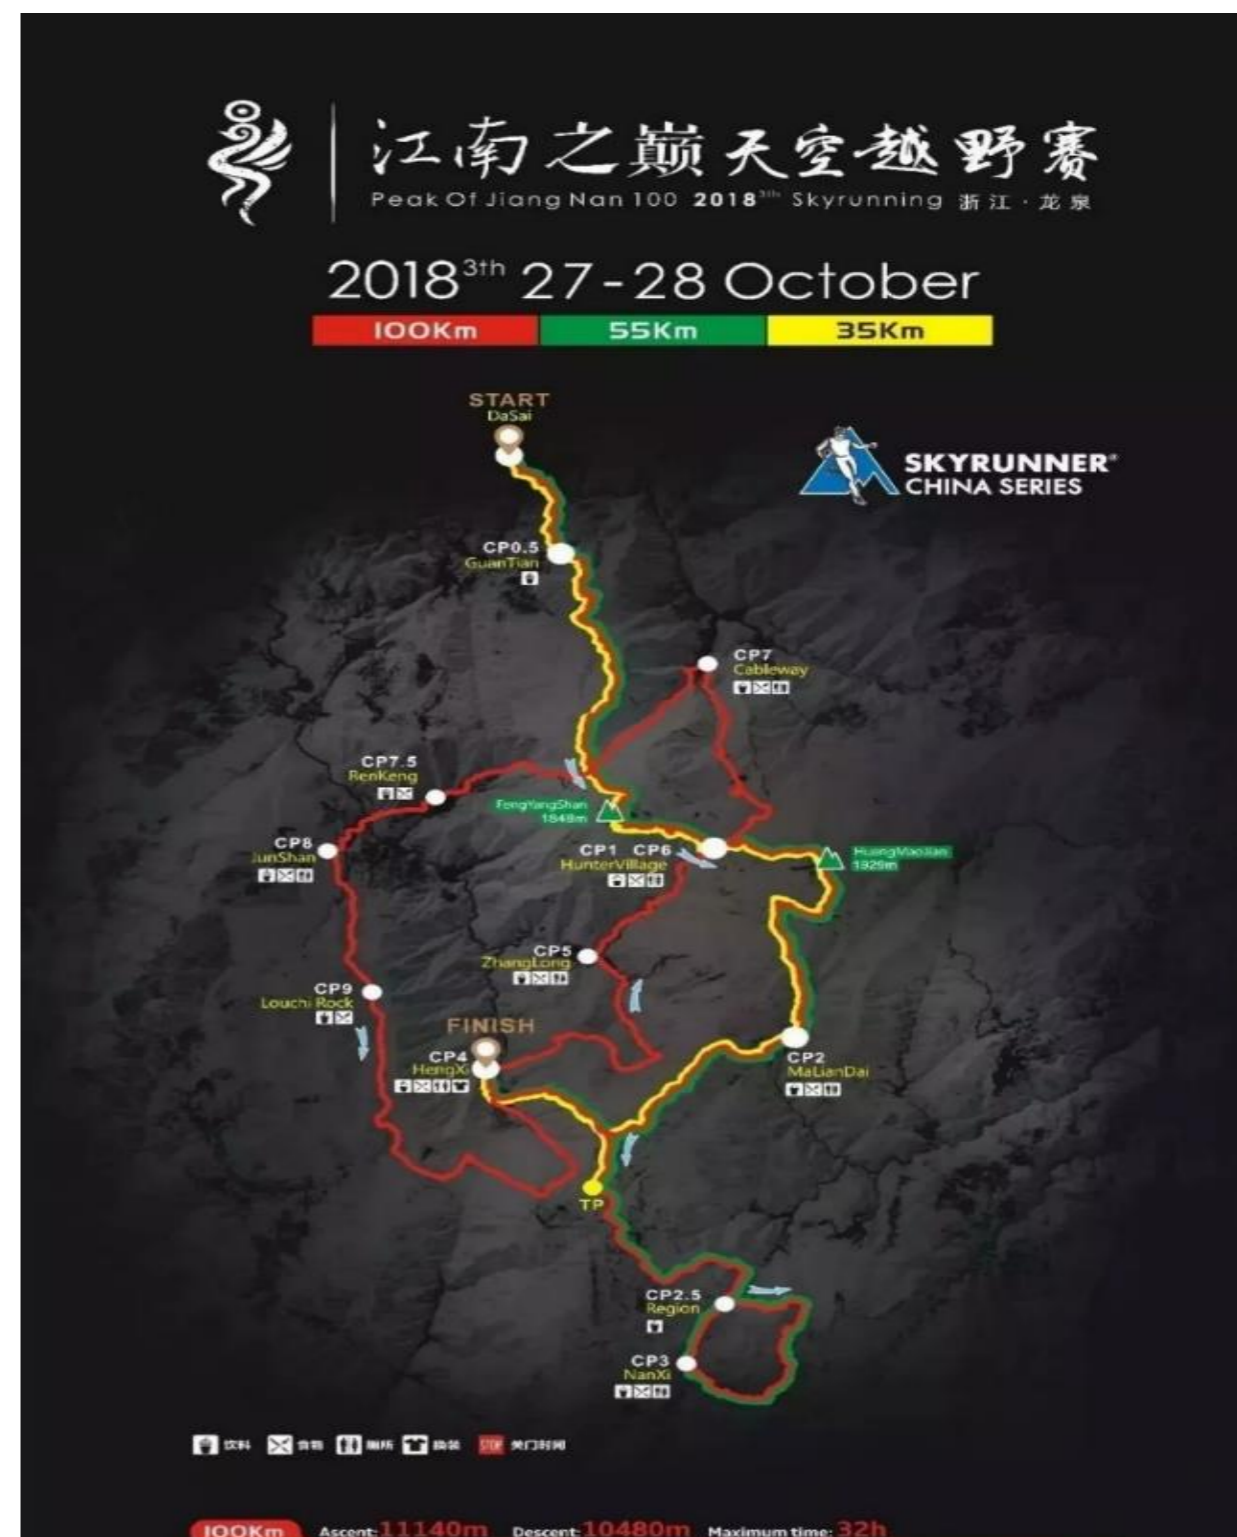 江南之巅天空越野赛
Peak Of Jiang Nan 100 2018 3th Skyrunning 浙江·龙泉
2018 3th 27-28 October
100Km 55Km 35Km
START
DaSai
SKYRUNNER®
CHINA SERIES
CP0.5
GuanTian
CP7
Cableway
CP7.5
RenKeng
FengYangShan
1848m
CP8
JunShan
CP1 CP6
HunterVillage
HuangMaoJian
1929m
CP5
ZhangLong
CP9
Louchi Rock
FINISH
CP4
HengXi
CP2
MaLianDai
TP
CP2.5
Region
CP3
NanXi
饮料 食物 厕所 换装 STOP 关门时间
100Km Ascent:11140m Descent:10480m Maximum time:32h